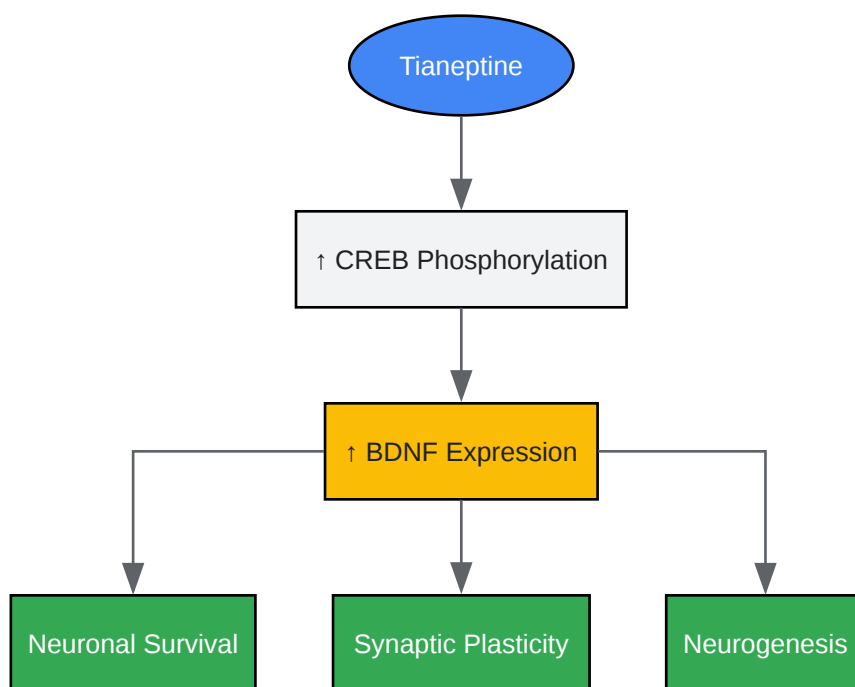 Tianeptine
↑ CREB Phosphorylation
↑ BDNF Expression
Neuronal Survival
Synaptic Plasticity
Neurogenesis